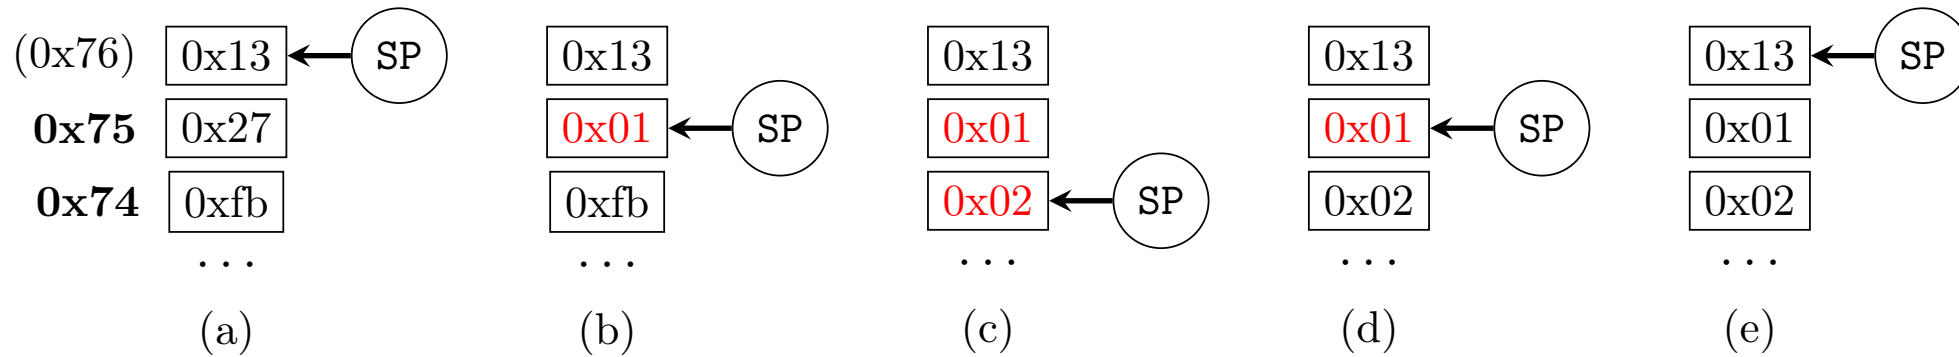 (0x76) 0x13 SP 0x13 0x13 0x13 0x13 SP
0x75 0x27 0x01 SP 0x01 0x01 SP 0x01
0x74 0xfb 0xfb 0x02 SP 0x02 0x02
... ... ... ... ...
(a) (b) (c) (d) (e)